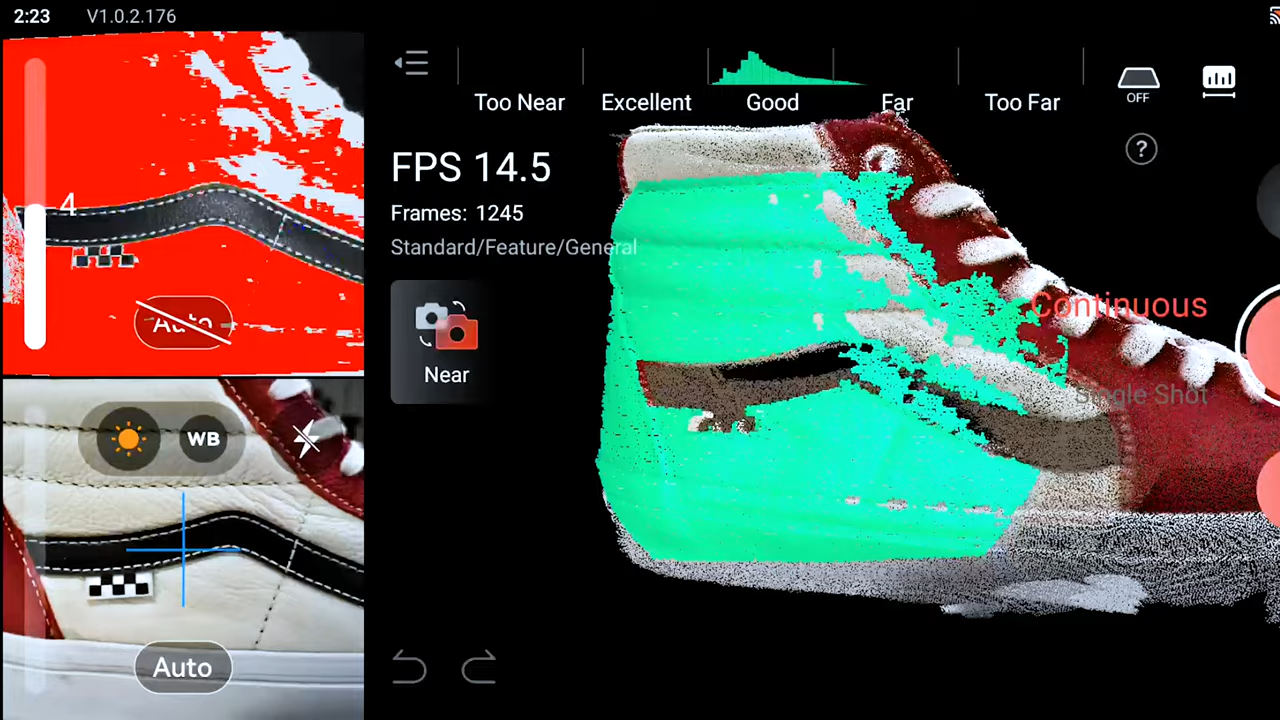 2:23 V1.0.2.176
4
Auto
WB
Auto
Too Near Excellent Good Far Too Far
OFF
?
FPS 14.5
Frames: 1245
Standard/Feature/General
Near
Continuous
Single Shot